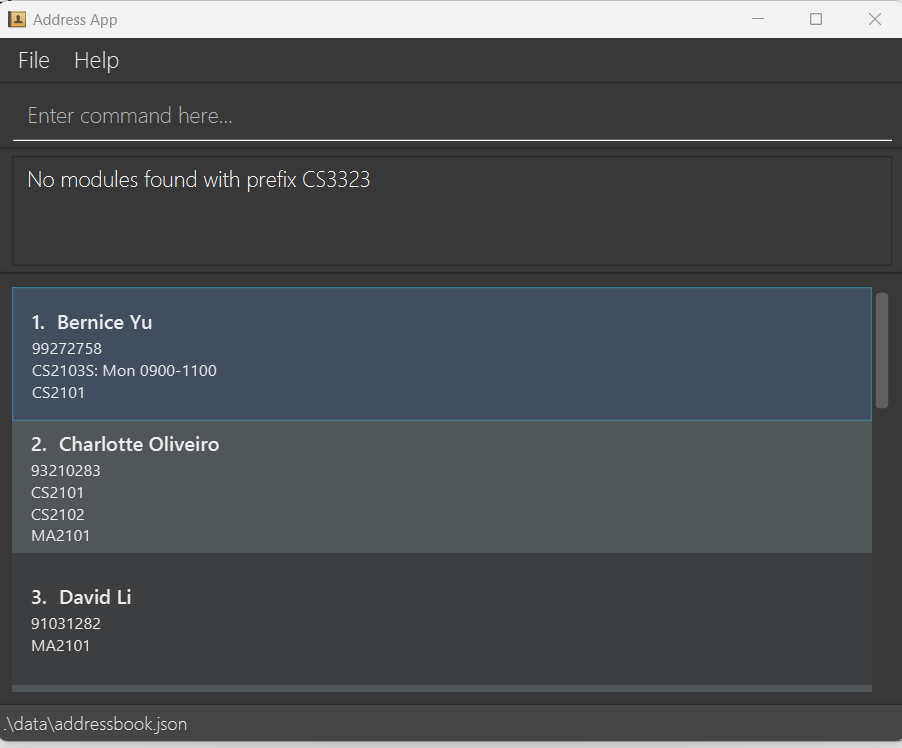 Address App
File Help
Enter command here...
No modules found with prefix CS3323
1. Bernice Yu
99272758
CS2103S: Mon 0900-1100
CS2101
2. Charlotte Oliveiro
93210283
CS2101
CS2102
MA2101
3. David Li
91031282
MA2101
.\data\addressbook.json